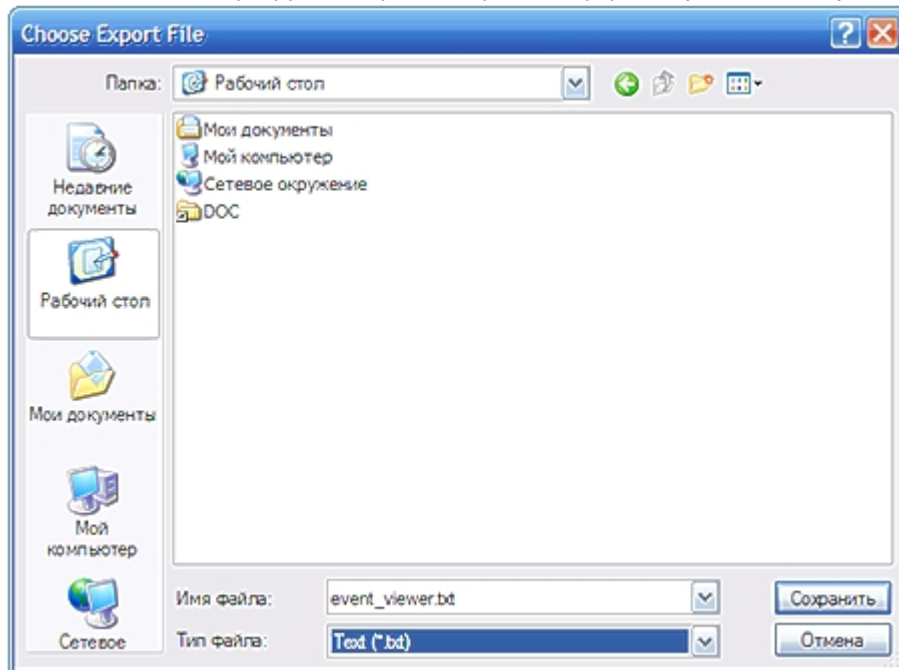 Choose Export File
Папка:
Рабочий стол
Недавние
документы
Рабочий стол
Мои документы
Мой
компьютер
Сетевое
Мои документы
Мой компьютер
Сетевое окружение
DOC
Имя файла:
event_viewer.txt
Сохранить
Тип файла:
Text (*.txt)
Отмена